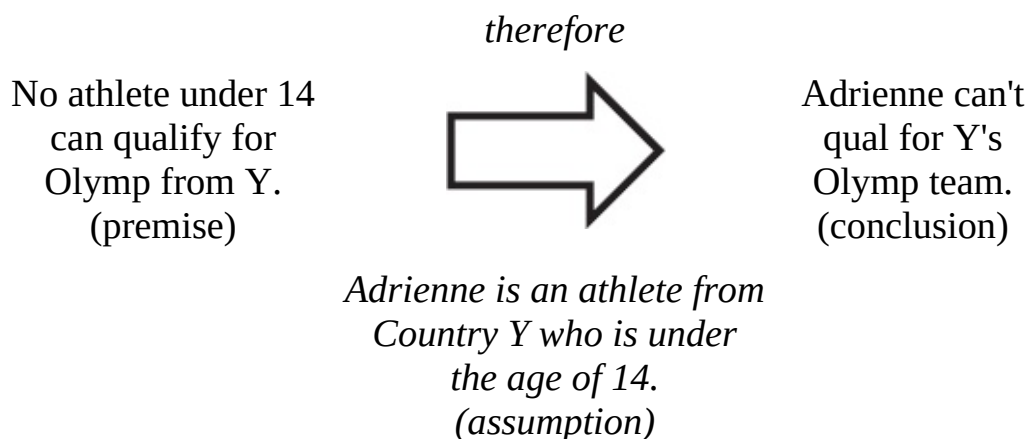 therefore
No athlete under 14
can qualify for
Olymp from Y.
(premise)
Adrienne can't
qual for Y's
Olymp team.
(conclusion)
Adrienne is an athlete from
Country Y who is under
the age of 14.
(assumption)